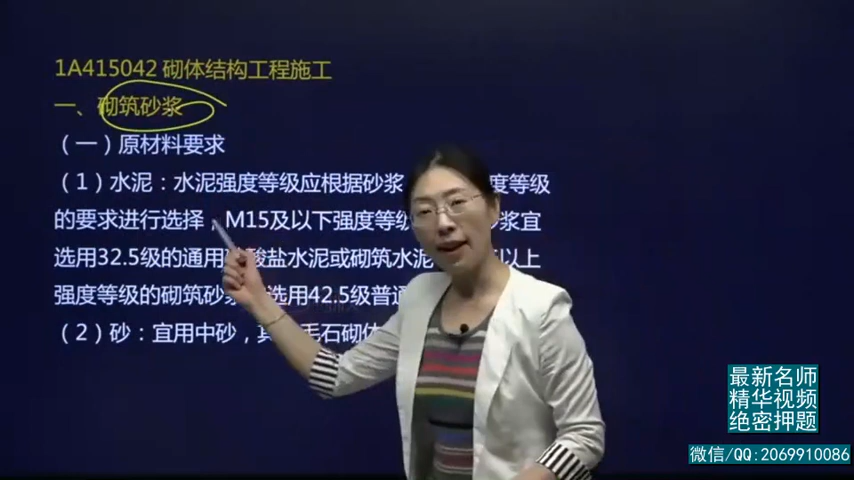 1A415042 砌体结构工程施工
一、砌筑砂浆
（一）原材料要求
（1）水泥：水泥强度等级应根据砂浆 度等级
的要求进行选择，M15及以下强度等级 砂浆宜
选用32.5级的通用 酸盐水泥或砌筑水泥 以上
强度等级的砌筑砂 选用42.5级普通
（2）砂：宜用中砂，其 毛石砌体
最新名师
精华视频
绝密押题
微信/QQ:2069910086